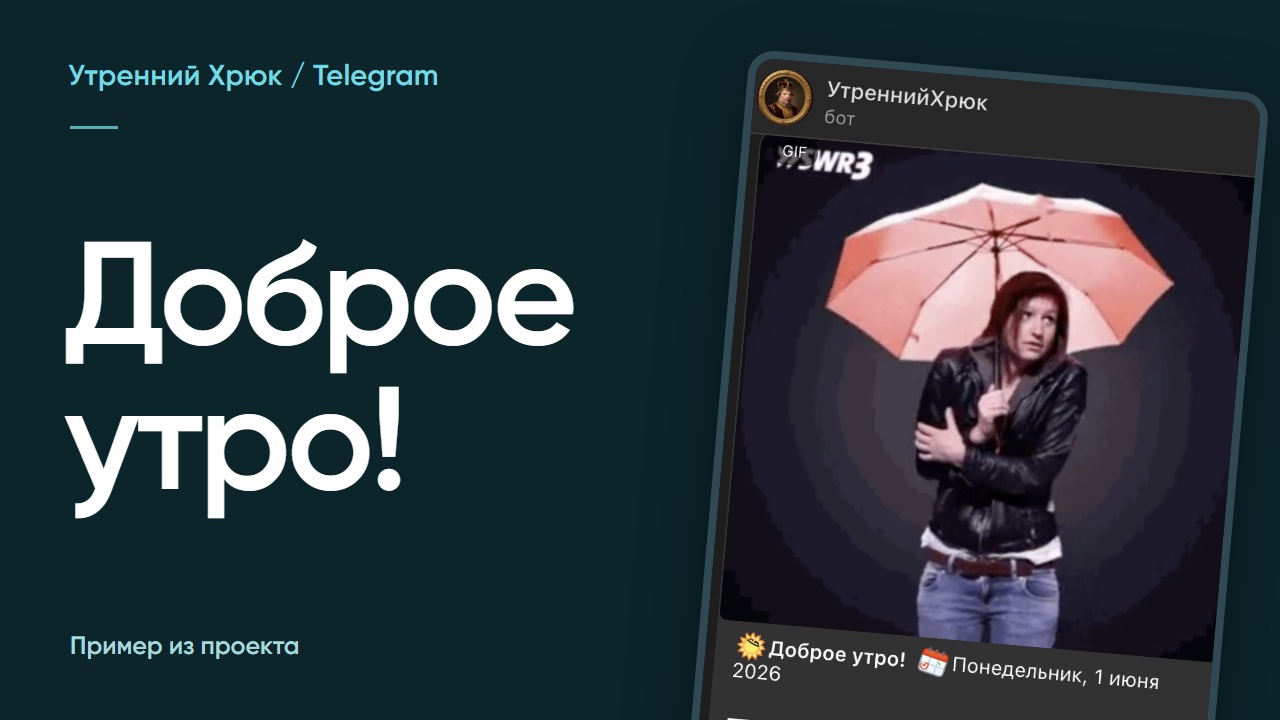 Утренний Хрюк / Telegram
Доброе
утро!
Пример из проекта
УтреннийХрюк
бот
GIF
SWR3
🌞Доброе утро! 📅 Понедельник, 1 июня
2026